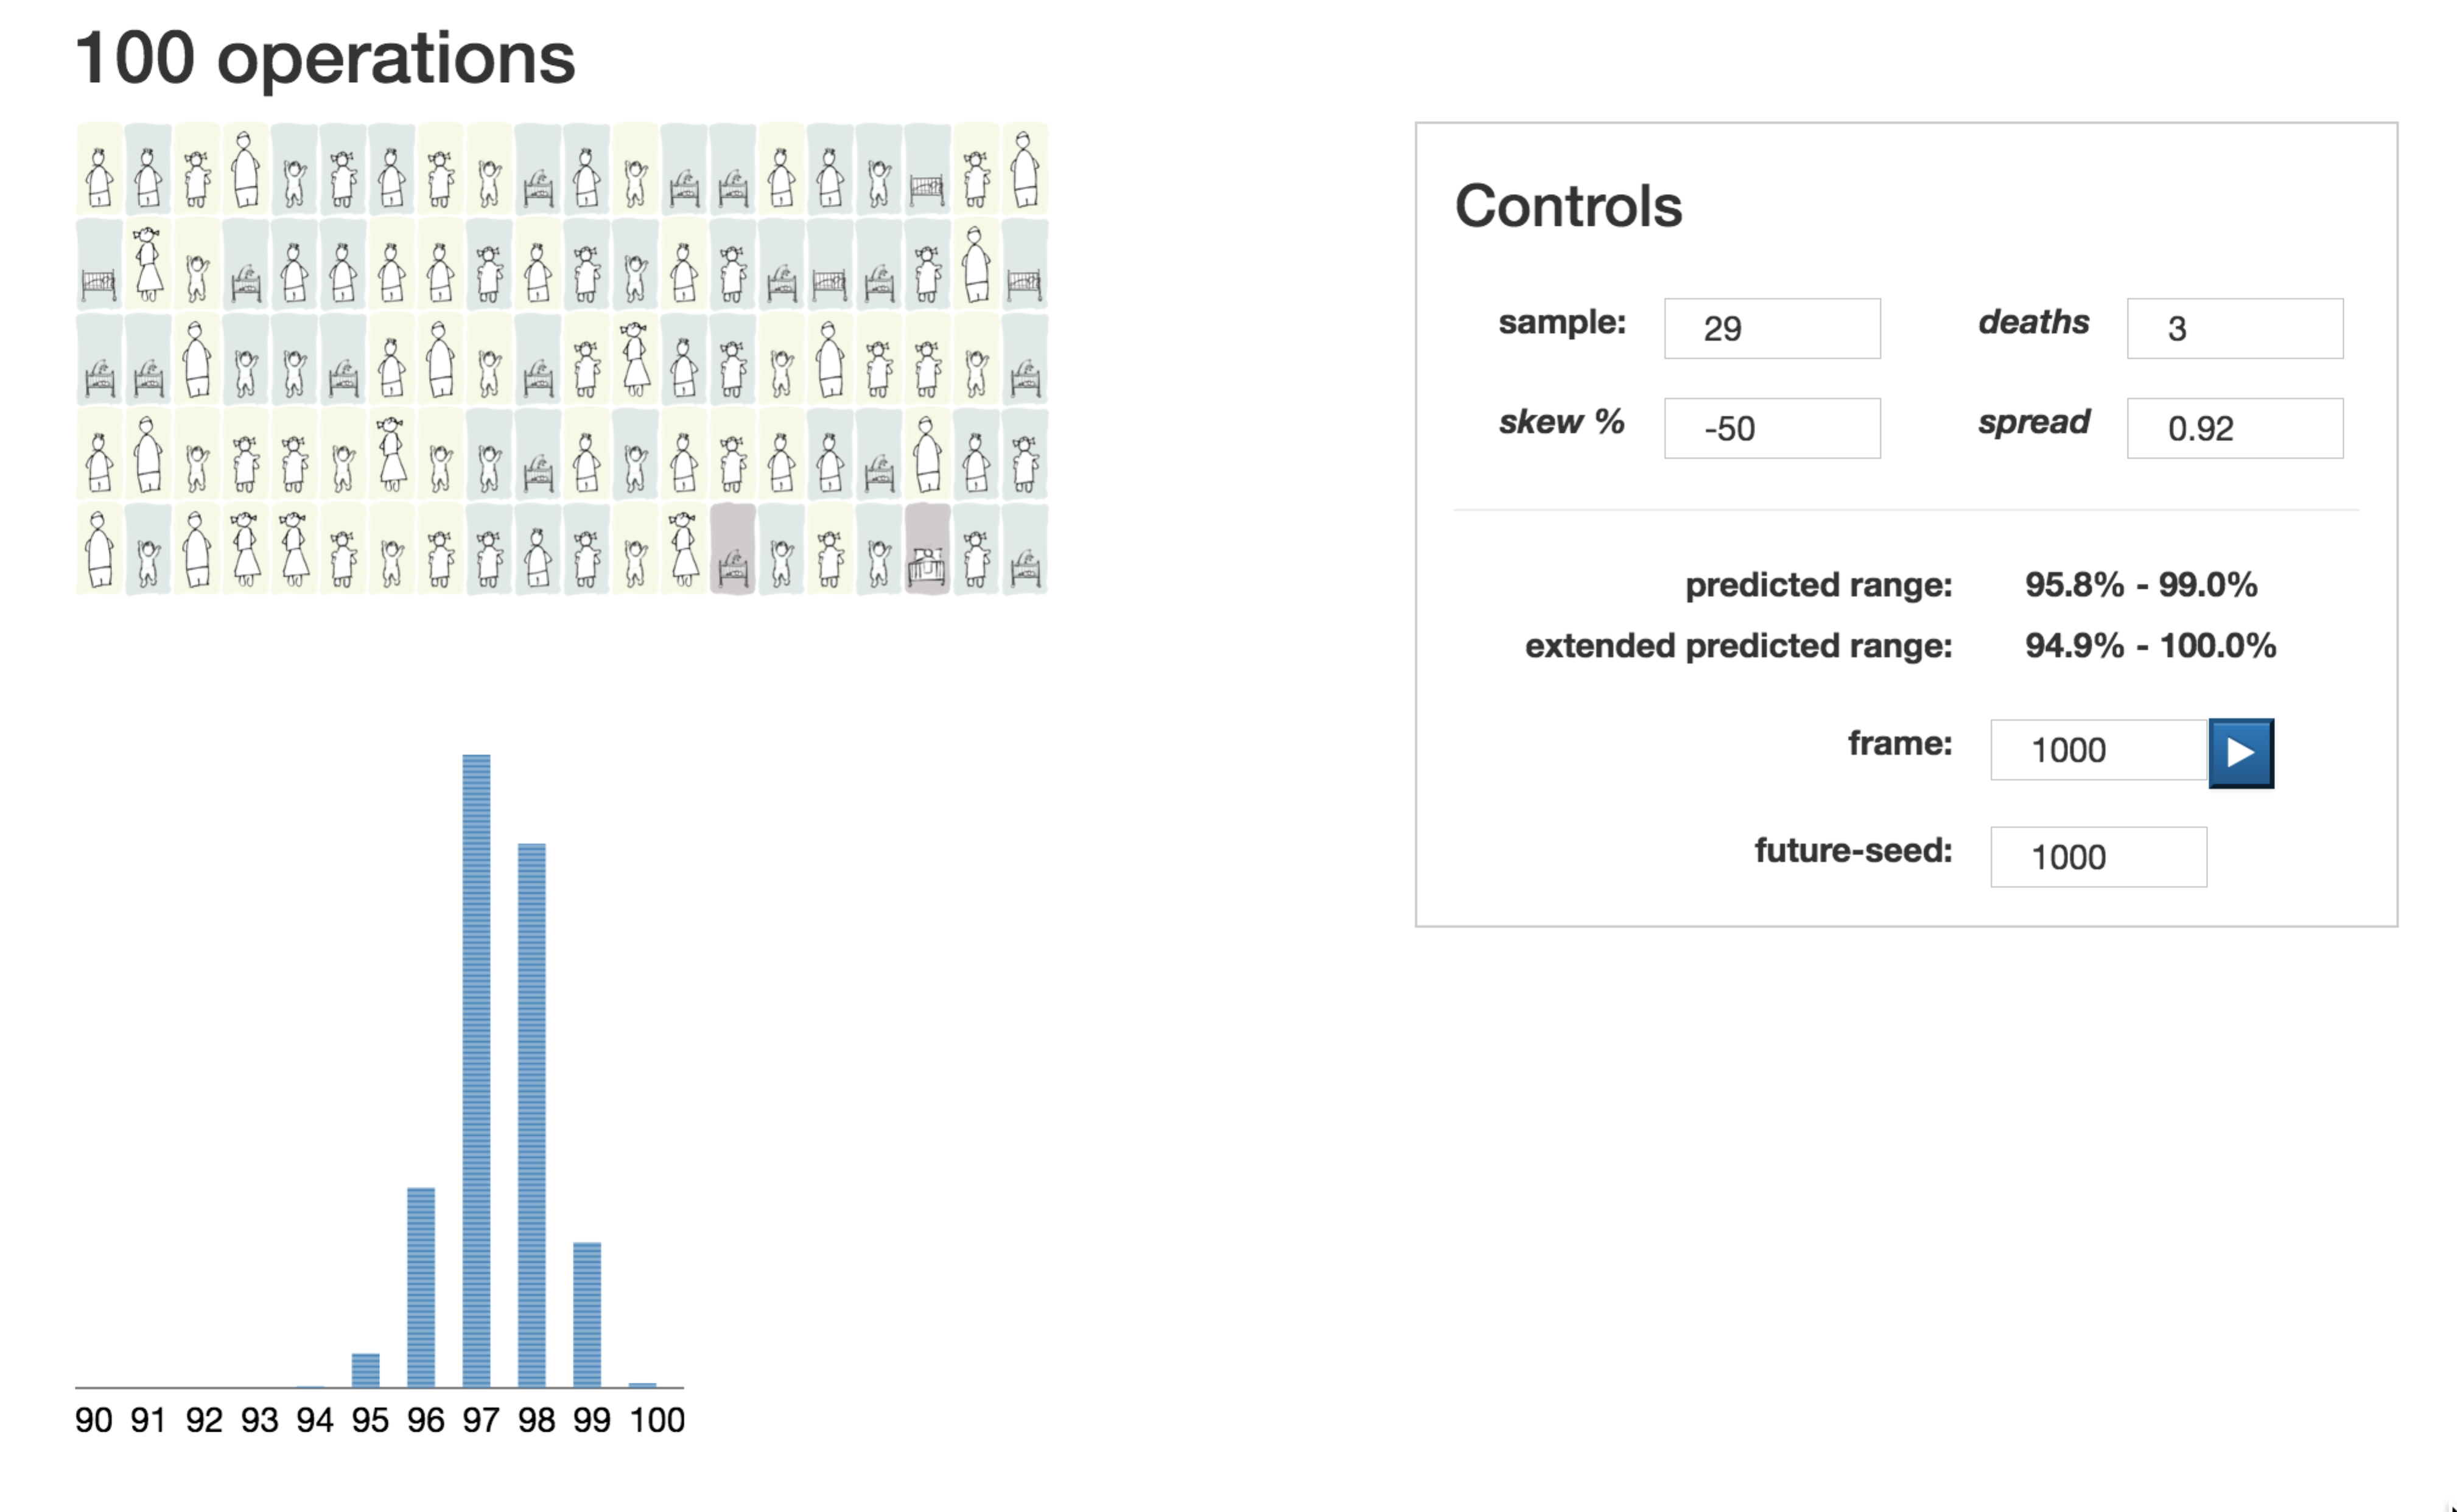 100 operations
Controls
sample: 29 deaths 3
skew % -50 spread 0.92
predicted range: 95.8% - 99.0%
extended predicted range: 94.9% - 100.0%
frame: 1000
future-seed: 1000
90 91 92 93 94 95 96 97 98 99 100